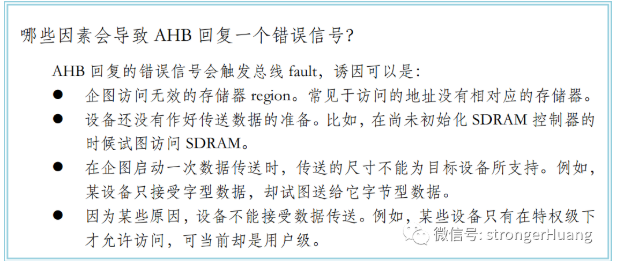 哪些因素会导致 AHB 回复一个错误信号？
AHB 回复的错误信号会触发总线 fault，诱因可以是：
● 企图访问无效的存储器 region。常见于访问的地址没有相对应的存储器。
● 设备还没有作好传送数据的准备。比如，在尚未初始化 SDRAM 控制器的
时候试图访问 SDRAM。
● 在企图启动一次数据传送时，传送的尺寸不能为目标设备所支持。例如，
某设备只接受字型数据，却试图送给它字节型数据。
● 因为某些原因，设备不能接受数据传送。例如，某些设备只有在特权级下
才允许访问，可当前却是用户级。
微信号: strongerHuang